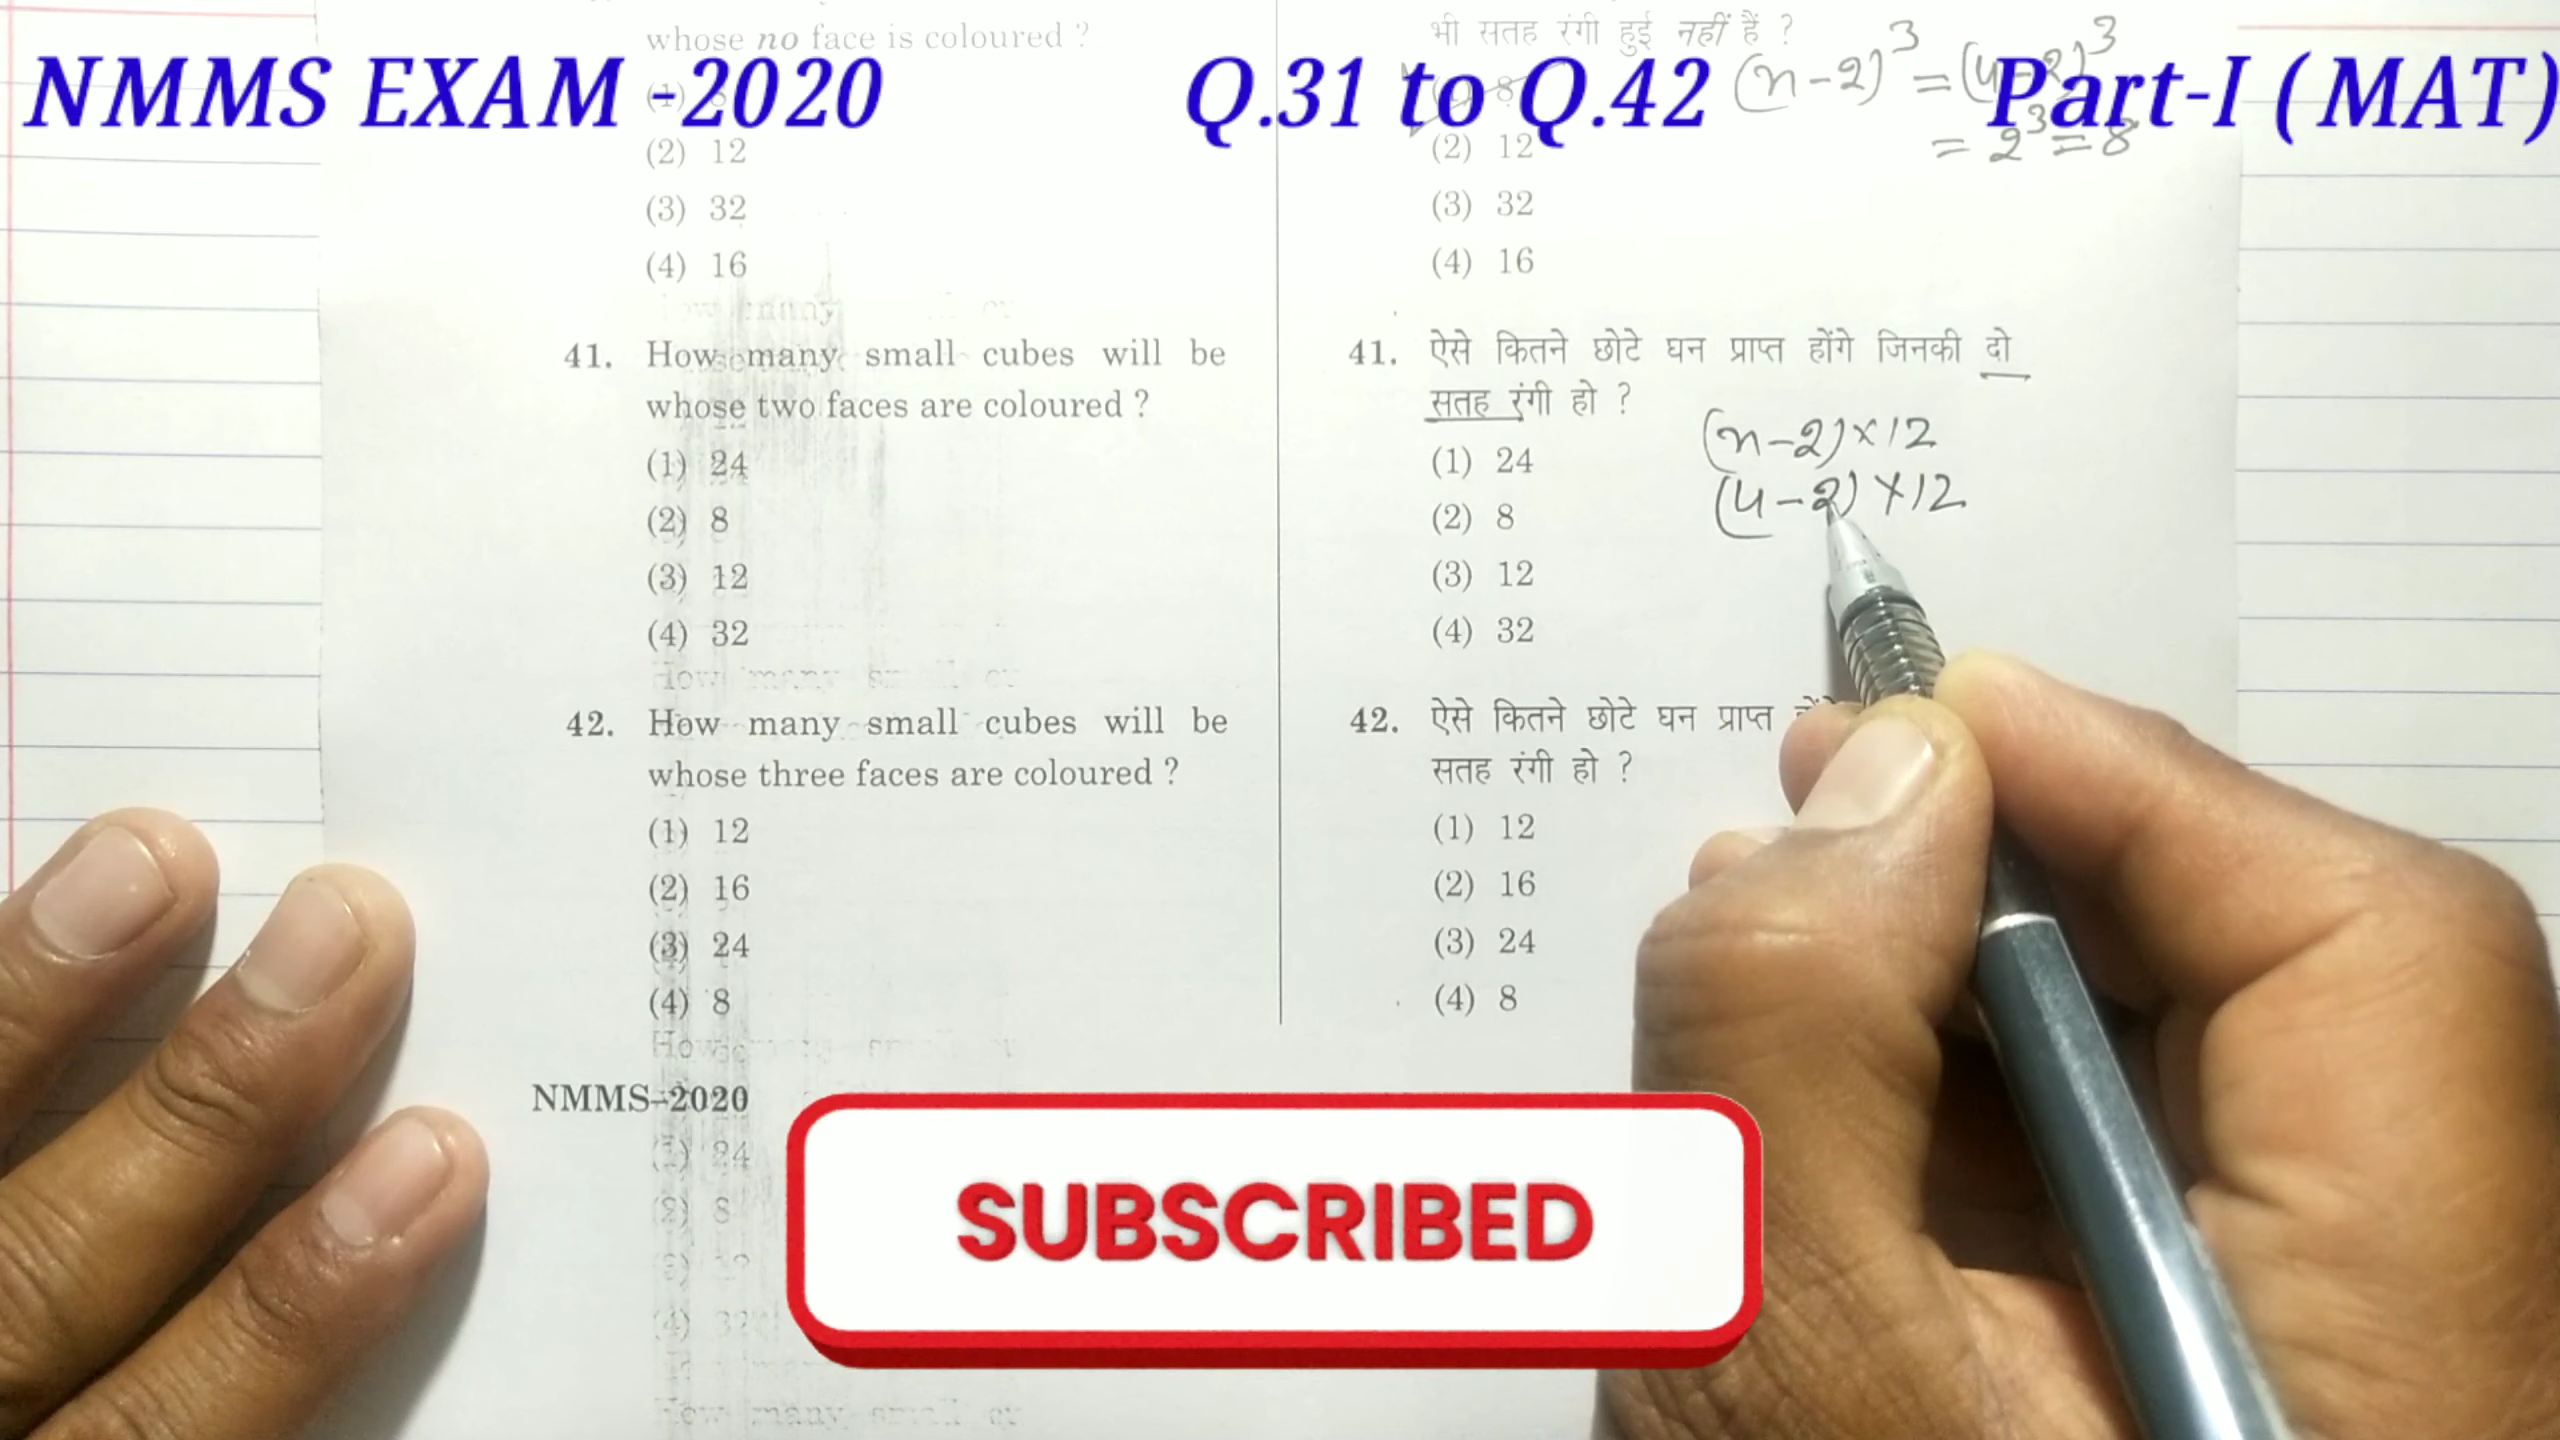 NMMS EXAM -2020 Q.31 to Q.42 Part-I (MAT)
whose no face is coloured ?
(1) 8
(2) 12
(3) 32
(4) 16
41. How many small cubes will be
whose two faces are coloured ?
(1) 24
(2) 8
(3) 12
(4) 32
42. How many small cubes will be
whose three faces are coloured ?
(1) 12
(2) 16
(3) 24
(4) 8
NMMS-2020
भी सतह रंगी हुई नहीं हैं ?
(n-2)³ = (4-2)³
= 2³ = 8
8
(2) 12
(3) 32
(4) 16
41. ऐसे कितने छोटे घन प्राप्त होंगे जिनकी दो
सतह रंगी हो ?
(n-2)×12
(4-2)×12
(1) 24
(2) 8
(3) 12
(4) 32
42. ऐसे कितने छोटे घन प्राप्त
सतह रंगी हो ?
(1) 12
(2) 16
(3) 24
(4) 8
SUBSCRIBED